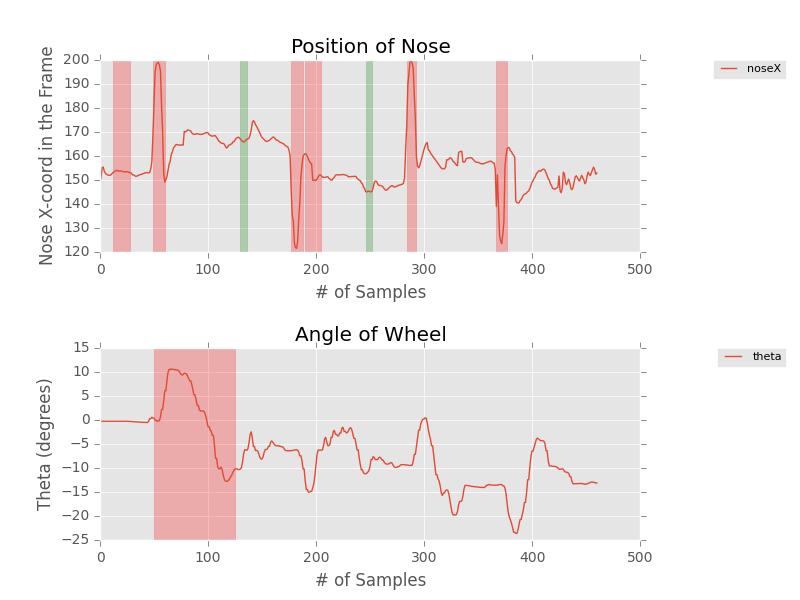 Position of Nose
Nose X-coord in the Frame
200
190
180
170
160
150
140
130
120
0 100 200 300 400 500
# of Samples
noseX
Angle of Wheel
Theta (degrees)
15
10
5
0
−5
−10
−15
−20
−25
0 100 200 300 400 500
# of Samples
theta